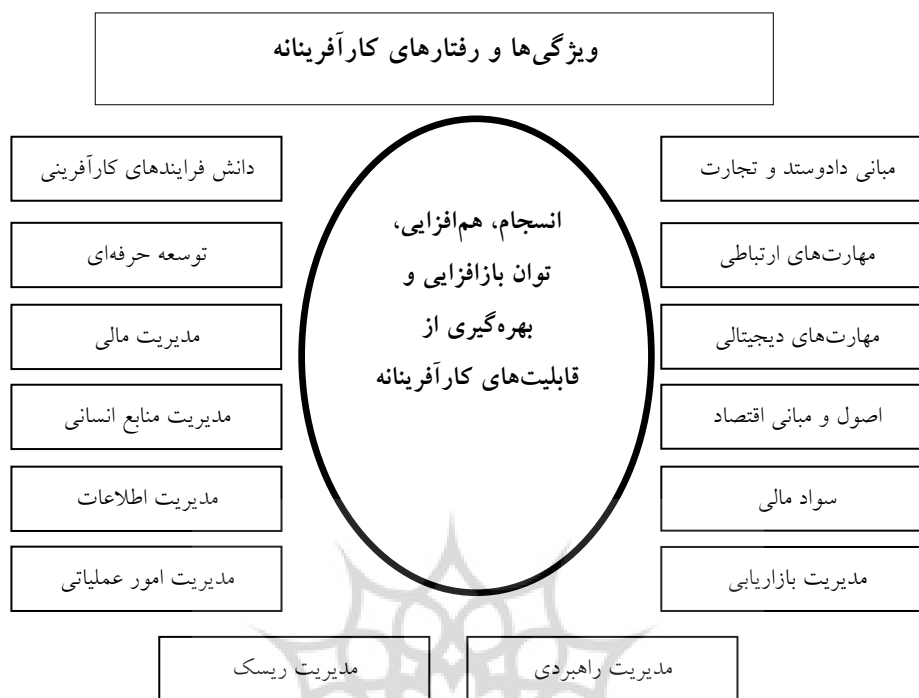 ویژگی‌ها و رفتارهای کارآفرینانه
مبانی دادوستد و تجارت
دانش فرایندهای کارآفرینی
مهارت‌های ارتباطی
توسعه حرفه‌ای
مهارت‌های دیجیتالی
مدیریت مالی
اصول و مبانی اقتصاد
مدیریت منابع انسانی
سواد مالی
مدیریت اطلاعات
مدیریت بازاریابی
مدیریت امور عملیاتی
مدیریت راهبردی
مدیریت ریسک
انسجام، هم‌افزایی،
توان بازافزایی و
بهره‌گیری از
قابلیت‌های کارآفرینانه